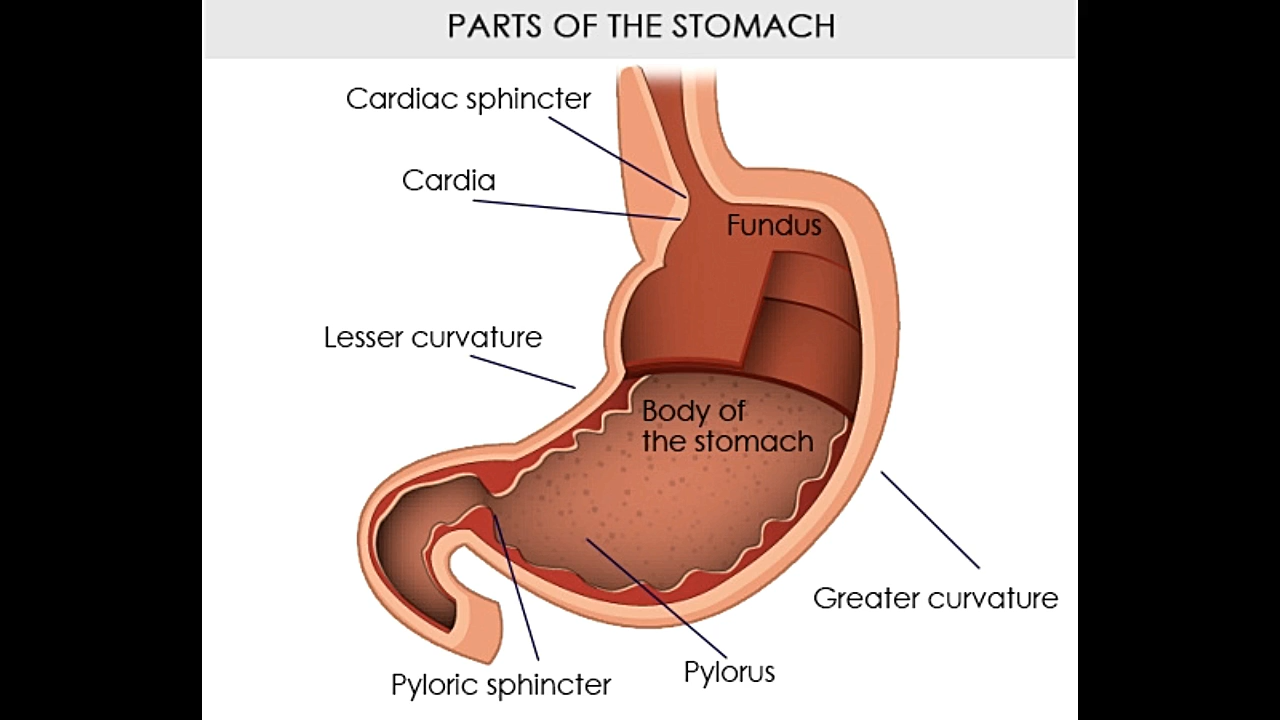 PARTS OF THE STOMACH
Cardiac sphincter
Cardia
Fundus
Lesser curvature
Body of
the stomach
Greater curvature
Pylorus
Pyloric sphincter